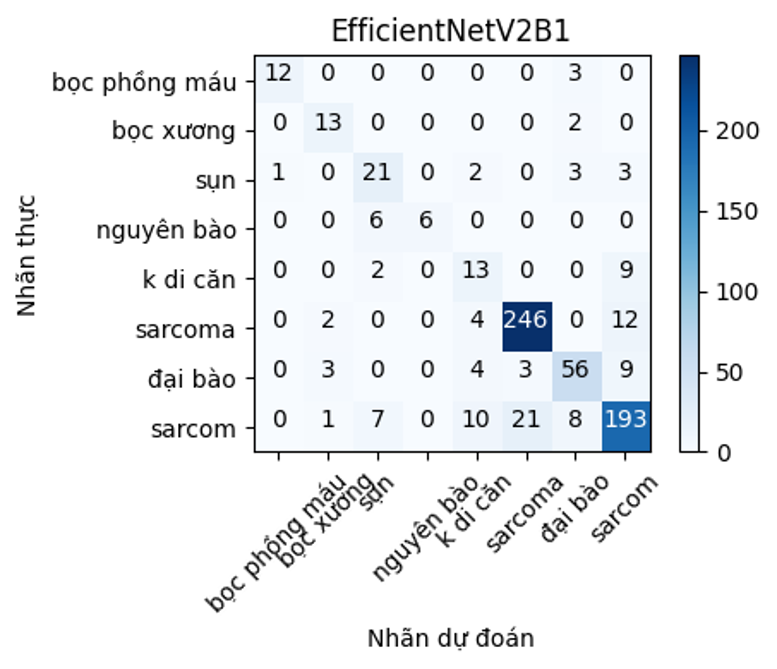 EfficientNetV2B1
bọc phồng máu 12 0 0 0 0 0 3 0
bọc xương 0 13 0 0 0 0 2 0
sụn 1 0 21 0 2 0 3 3
nguyên bào 0 0 6 6 0 0 0 0
k di căn 0 0 2 0 13 0 0 9
sarcoma 0 2 0 0 4 246 0 12
đại bào 0 3 0 0 4 3 56 9
sarcom 0 1 7 0 10 21 8 193
Nhãn thực
bọc phồng máu
bọc xương
sụn
nguyên bào
k di căn
sarcoma
đại bào
sarcom
Nhãn dự đoán
200
150
100
50
0